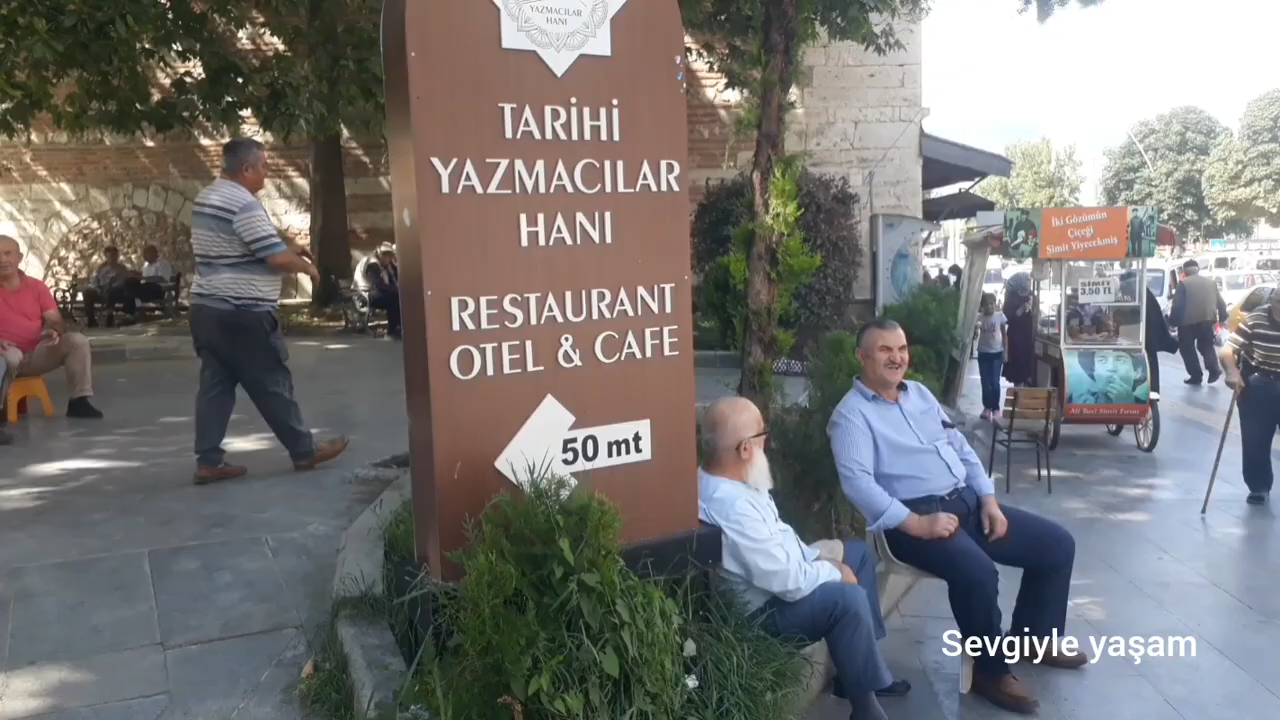 YAZMACILAR
HANI
TARİHİ
YAZMACILAR
HANI
RESTAURANT
OTEL & CAFE
50 mt
İki Gözümün
Çiçeği
Simit Yiyecekmiş
SİMİT
3.50 TL
Sevgiyle yaşam